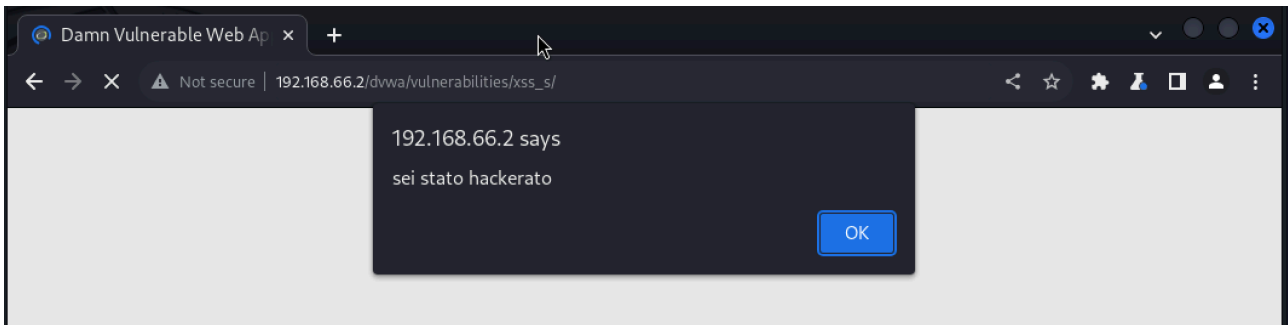 Damn Vulnerable Web Ap
Not secure 192.168.66.2/dvwa/vulnerabilities/xss_s/
192.168.66.2 says
sei stato hackerato
OK